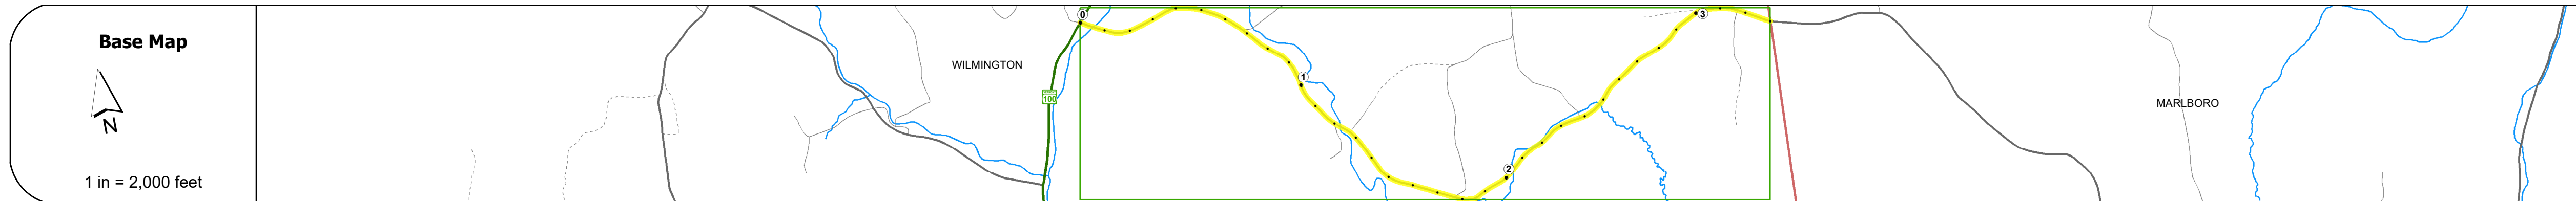 Base Map
N
1 in = 2,000 feet
WILMINGTON
100
0
1
2
3
MARLBORO